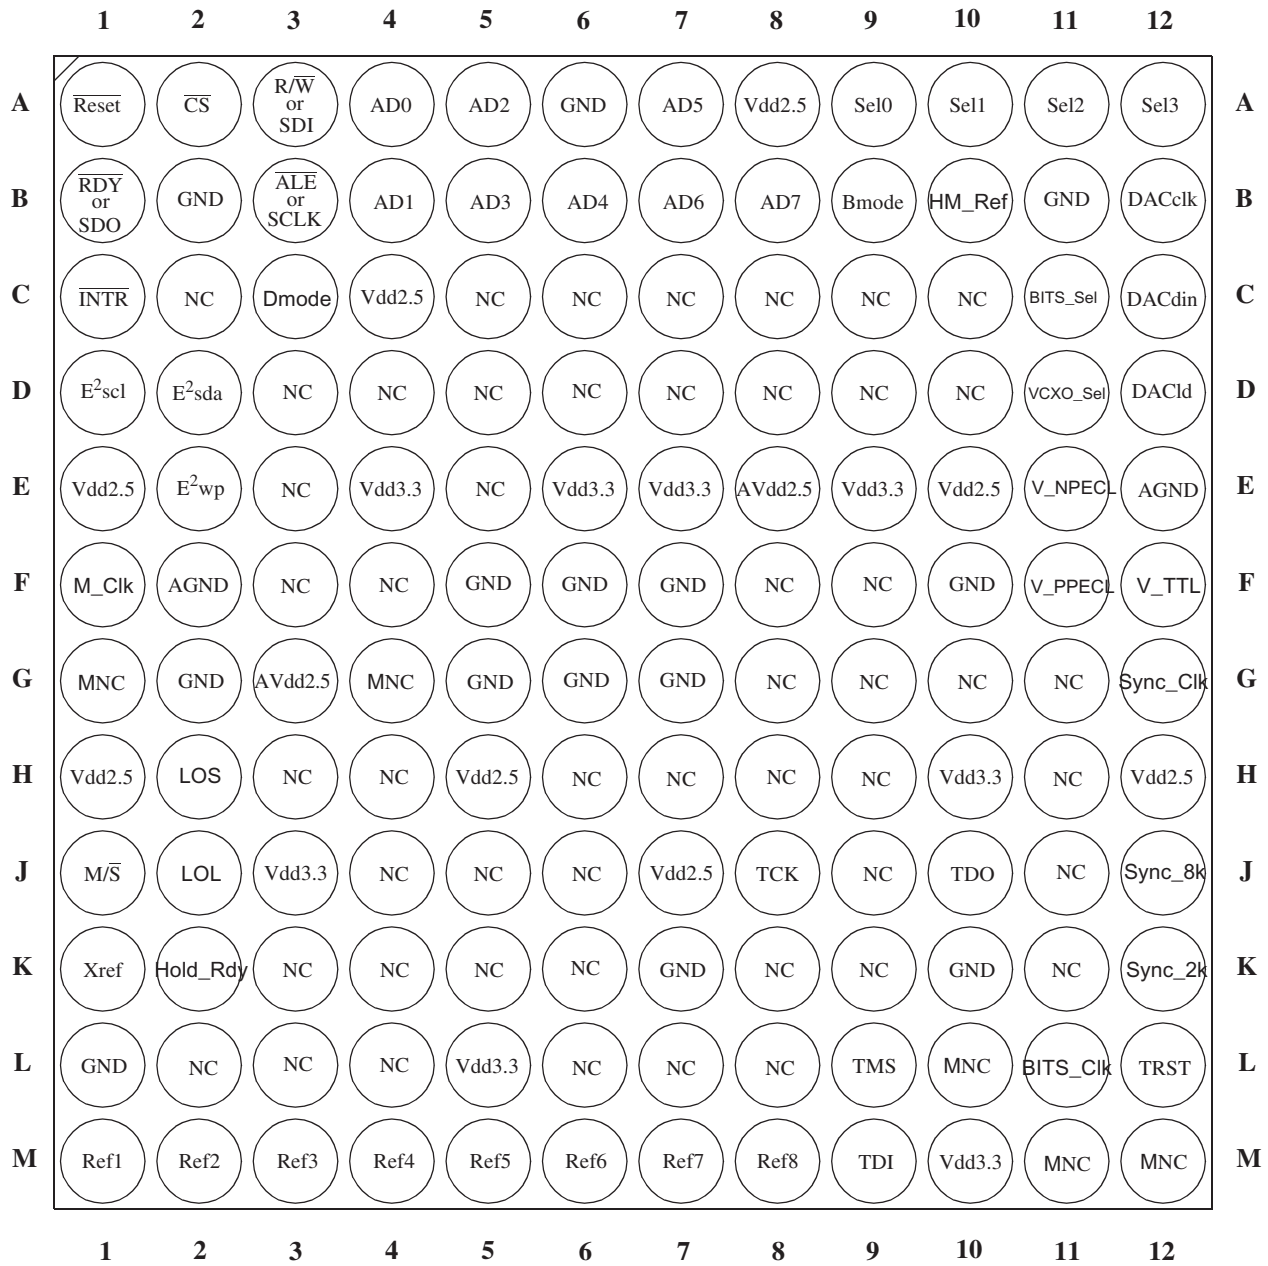 1 2 3 4 5 6 7 8 9 10 11 12
A R̅e̅s̅e̅t̅ C̅S̅ R/W̅ or SDI AD0 AD2 GND AD5 Vdd2.5 Sel0 Sel1 Sel2 Sel3 A
B R̅D̅Y̅ or SDO GND A̅L̅E̅ or SCLK AD1 AD3 AD4 AD6 AD7 Bmode HM_Ref GND DACclk B
C I̅N̅T̅R̅ NC Dmode Vdd2.5 NC NC NC NC NC NC BITS_Sel DACdin C
D E²scl E²sda NC NC NC NC NC NC NC NC VCXO_Sel DACld D
E Vdd2.5 E²wp NC Vdd3.3 NC Vdd3.3 Vdd3.3 AVdd2.5 Vdd3.3 Vdd2.5 V_NPECL AGND E
F M_Clk AGND NC NC GND GND GND NC NC GND V_PPECL V_TTL F
G MNC GND AVdd2.5 MNC GND GND GND NC NC NC NC Sync_Clk G
H Vdd2.5 LOS NC NC Vdd2.5 NC NC NC NC Vdd3.3 NC Vdd2.5 H
J M/S̅ LOL Vdd3.3 NC NC NC Vdd2.5 TCK NC TDO NC Sync_8k J
K Xref Hold_Rdy NC NC NC NC GND NC NC GND NC Sync_2k K
L GND NC NC NC Vdd3.3 NC NC NC TMS MNC BITS_Clk TRST L
M Ref1 Ref2 Ref3 Ref4 Ref5 Ref6 Ref7 Ref8 TDI Vdd3.3 MNC MNC M
1 2 3 4 5 6 7 8 9 10 11 12